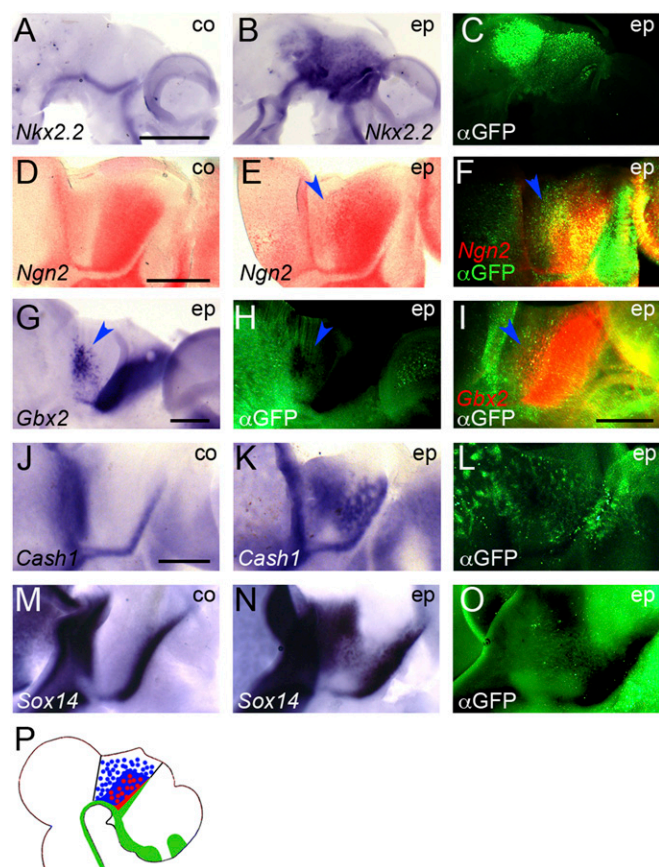 A co
Nkx2.2
B ep
Nkx2.2
C ep
αGFP
D co
Ngn2
E ep
Ngn2
F ep
Ngn2
αGFP
G ep
Gbx2
H ep
αGFP
I ep
Gbx2
αGFP
J co
Cash1
K ep
Cash1
L ep
αGFP
M co
Sox14
N ep
Sox14
O ep
αGFP
P